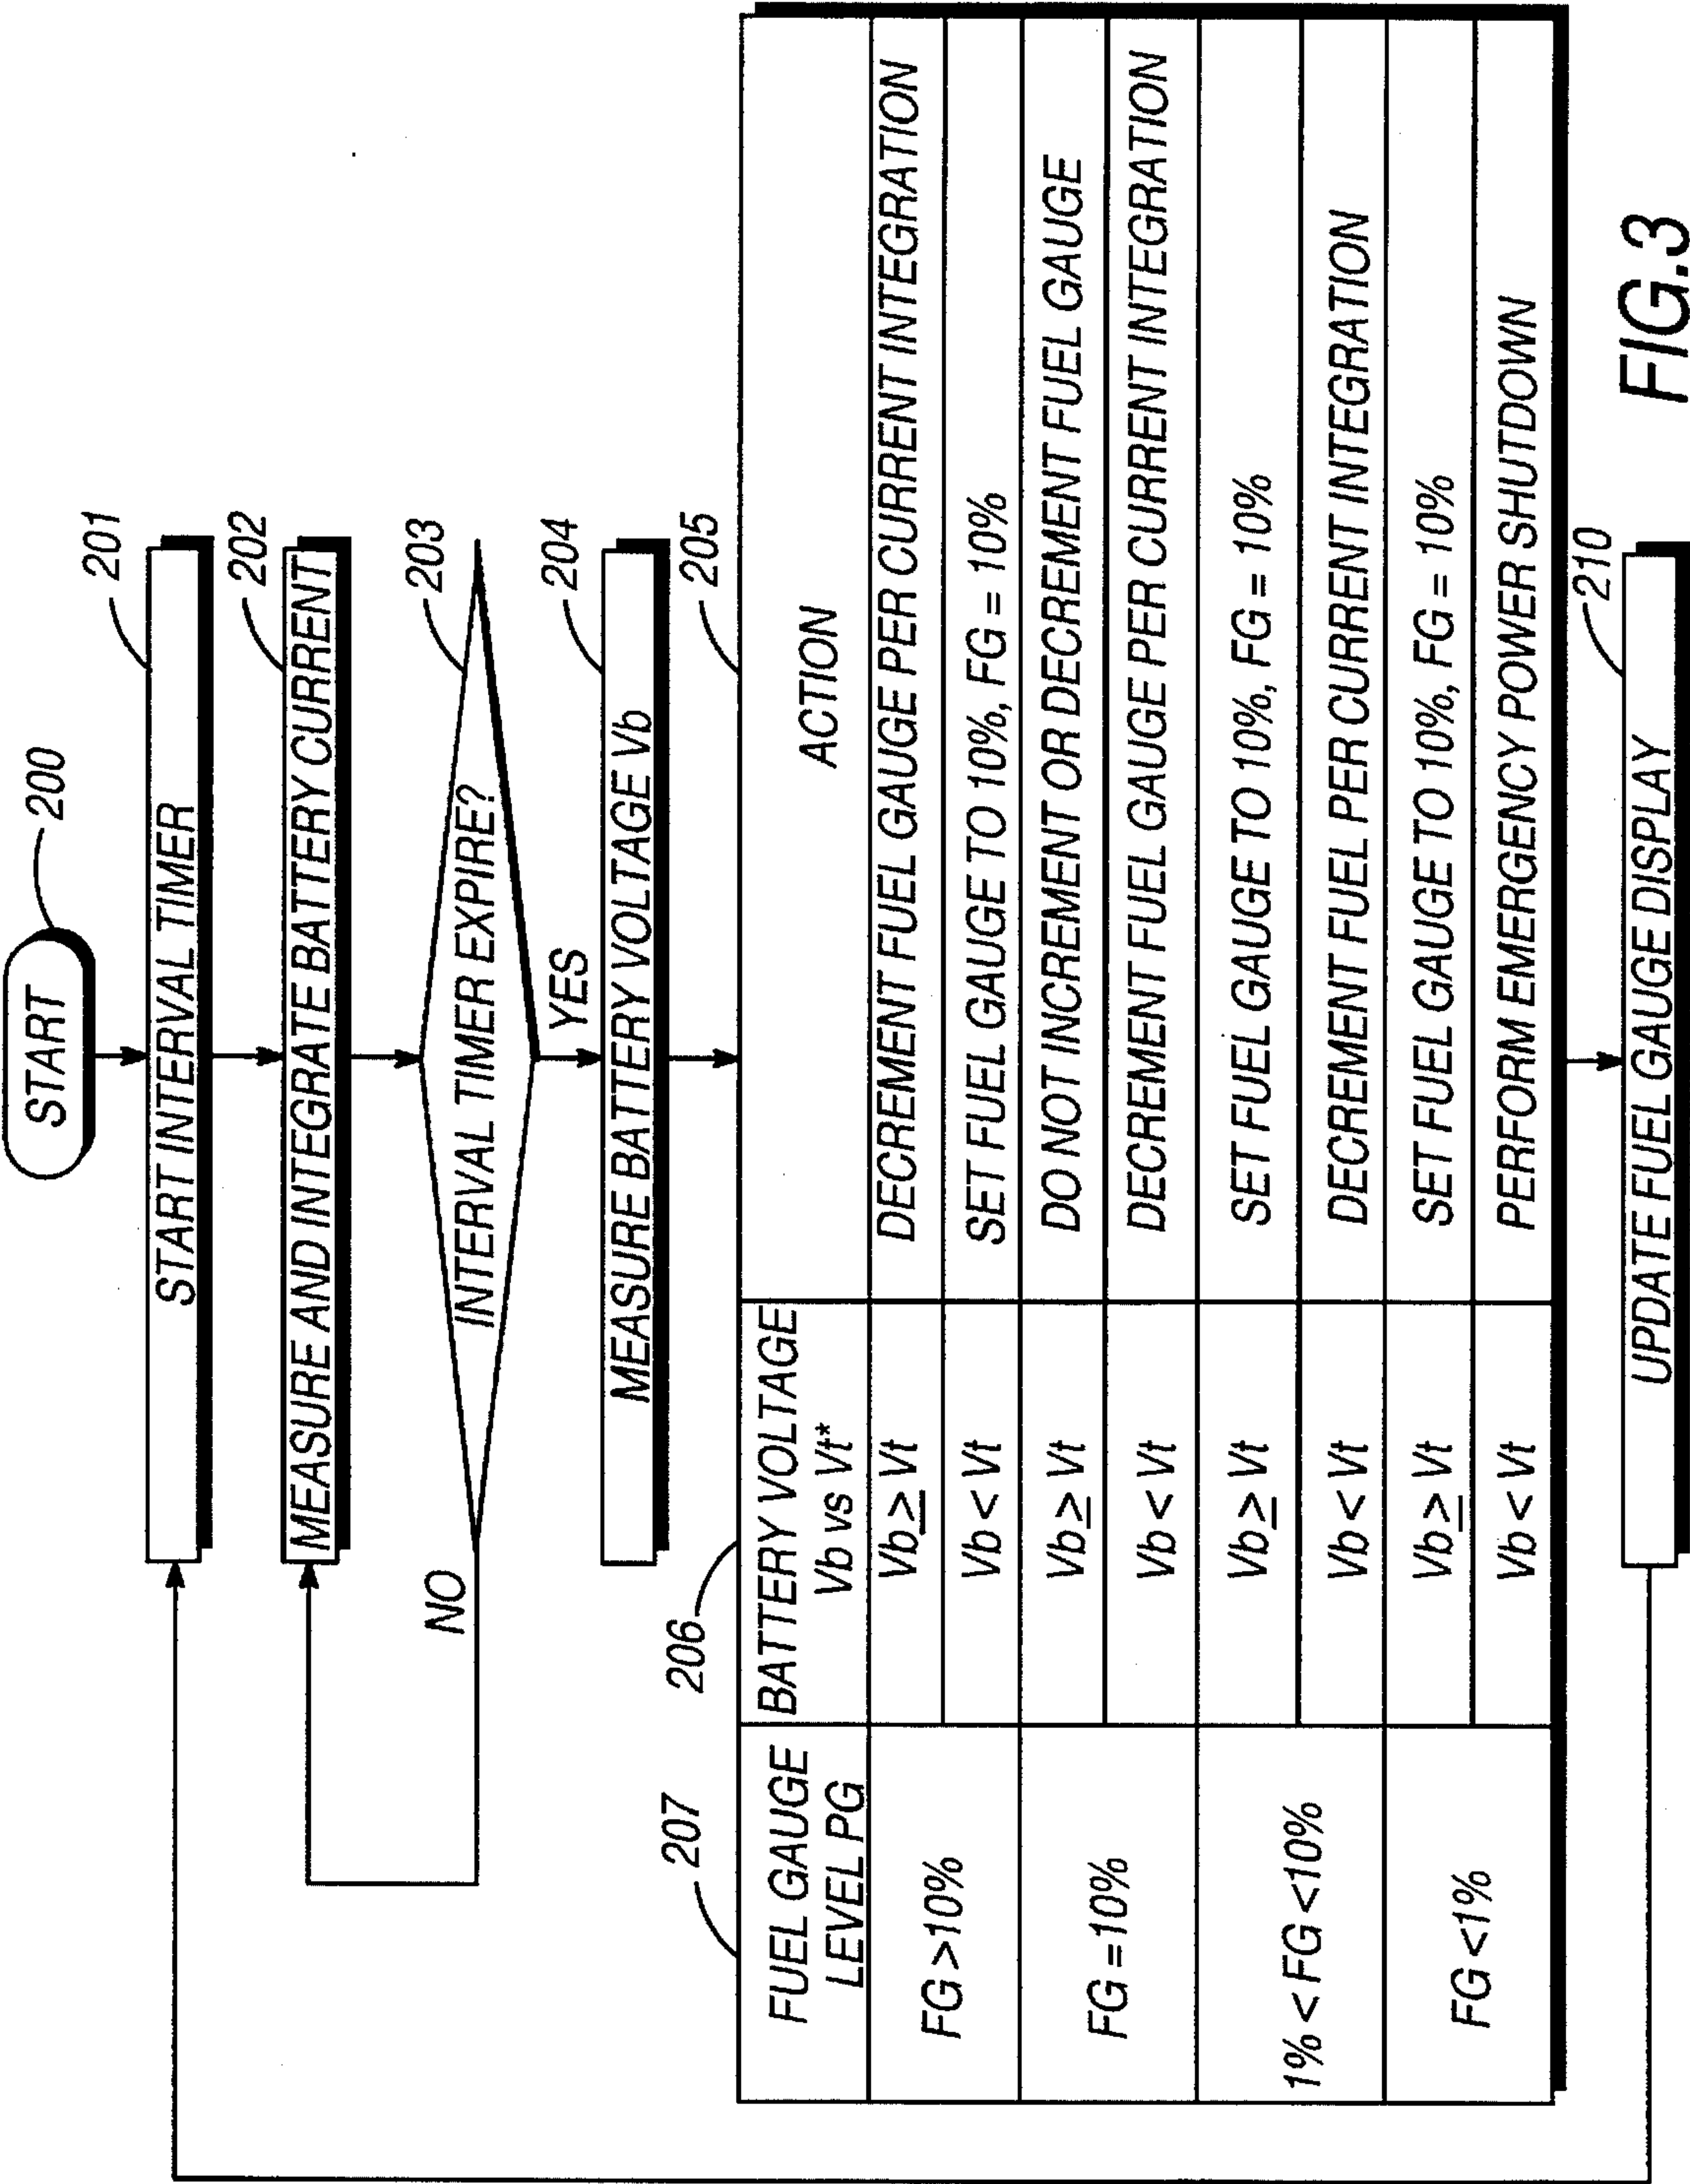 START
200
START INTERVAL TIMER
201
MEASURE AND INTEGRATE BATTERY CURRENT
202
INTERVAL TIMER EXPIRE?
203
NO
YES
MEASURE BATTERY VOLTAGE Vb
204
205
206
207
FUEL GAUGE
LEVEL PG
BATTERY VOLTAGE
Vb vs Vt*
ACTION
FG >10%
Vb ≥ Vt
DECREMENT FUEL GAUGE PER CURRENT INTEGRATION
Vb < Vt
SET FUEL GAUGE TO 10%, FG = 10%
FG =10%
Vb ≥ Vt
DO NOT INCREMENT OR DECREMENT FUEL GAUGE
Vb < Vt
DECREMENT FUEL GAUGE PER CURRENT INTEGRATION
1% < FG <10%
Vb ≥ Vt
SET FUEL GAUGE TO 10%, FG = 10%
Vb < Vt
DECREMENT FUEL PER CURRENT INTEGRATION
FG <1%
Vb ≥ Vt
SET FUEL GAUGE TO 10%, FG = 10%
Vb < Vt
PERFORM EMERGENCY POWER SHUTDOWN
UPDATE FUEL GAUGE DISPLAY
210
FIG.3